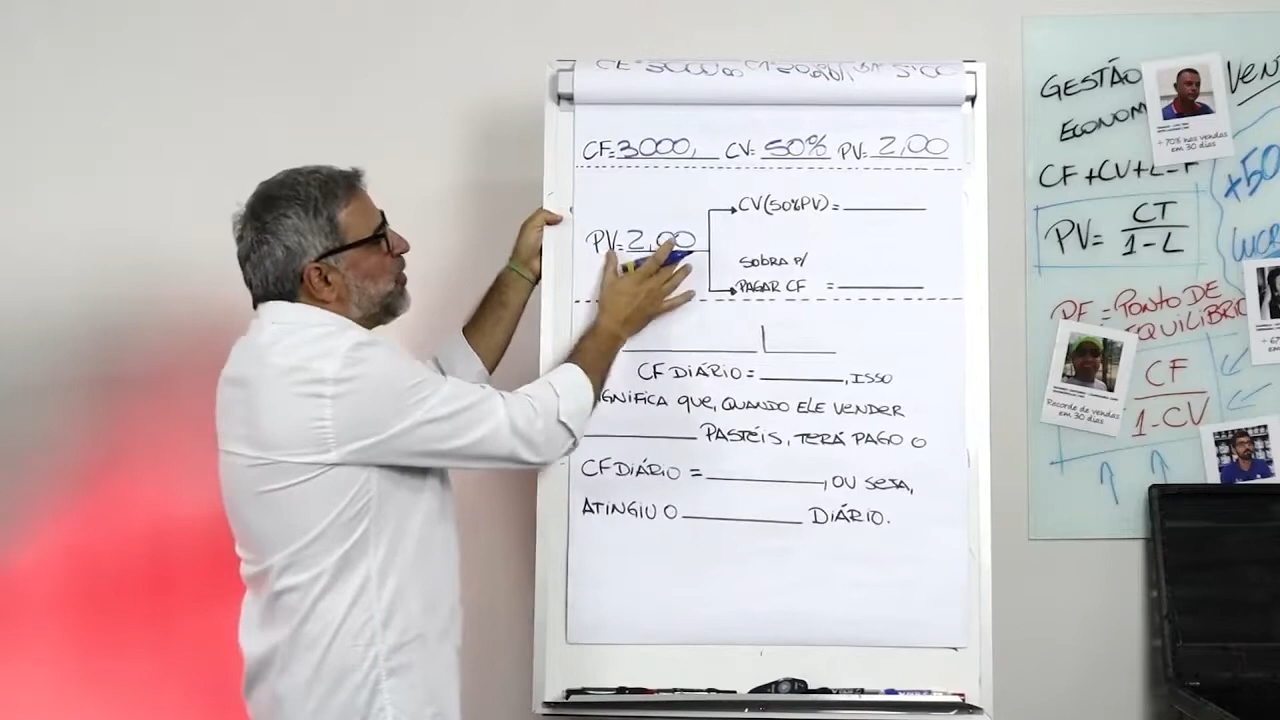 CF=3000, CV=50% PV=2,00
CV(50%PV)=
PV=2,00
SOBRA P/
PAGAR CF =
CF DIÁRIO = , ISSO
IGNIFICA QUE, QUANDO ELE VENDER
PASTÉIS, TERÁ PAGO O
CF DIÁRIO = , OU SEJA,
ATINGIU O DIÁRIO.
GESTÃO
ECONOM
CF+CV+L=P
PV= CT
1-L
PE = PONTO DE
EQUILÍBRIO
CF
1-CV
VEN
+50
LUCR
+70% nas vendas
em 30 dias
Recorde de vendas
em 30 dias